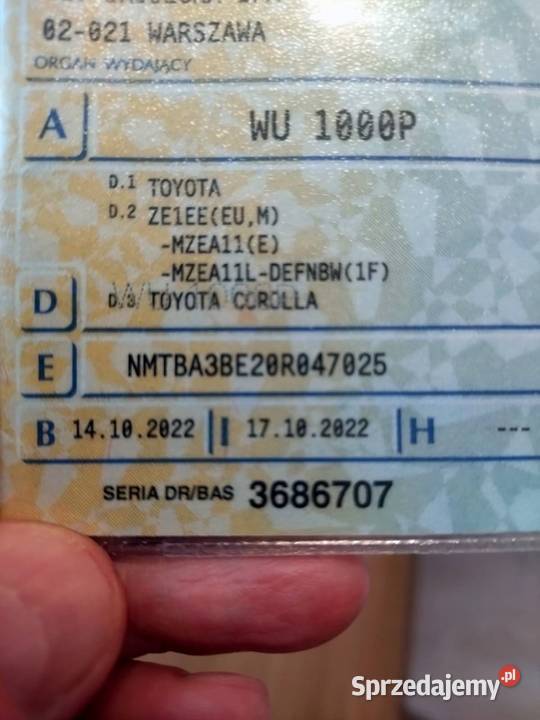 02-021 WARSZAWA
ORGAN WYDAJĄCY
A WU 1000P
D.1 TOYOTA
D.2 ZE1EE(EU,M)
-MZEA11(E)
-MZEA11L-DEFNBW(1F)
D D.3 TOYOTA COROLLA
E NMTBA3BE20R047025
B 14.10.2022 I 17.10.2022 H ---
SERIA DR/BAS 3686707
Sprzedajemy.pl